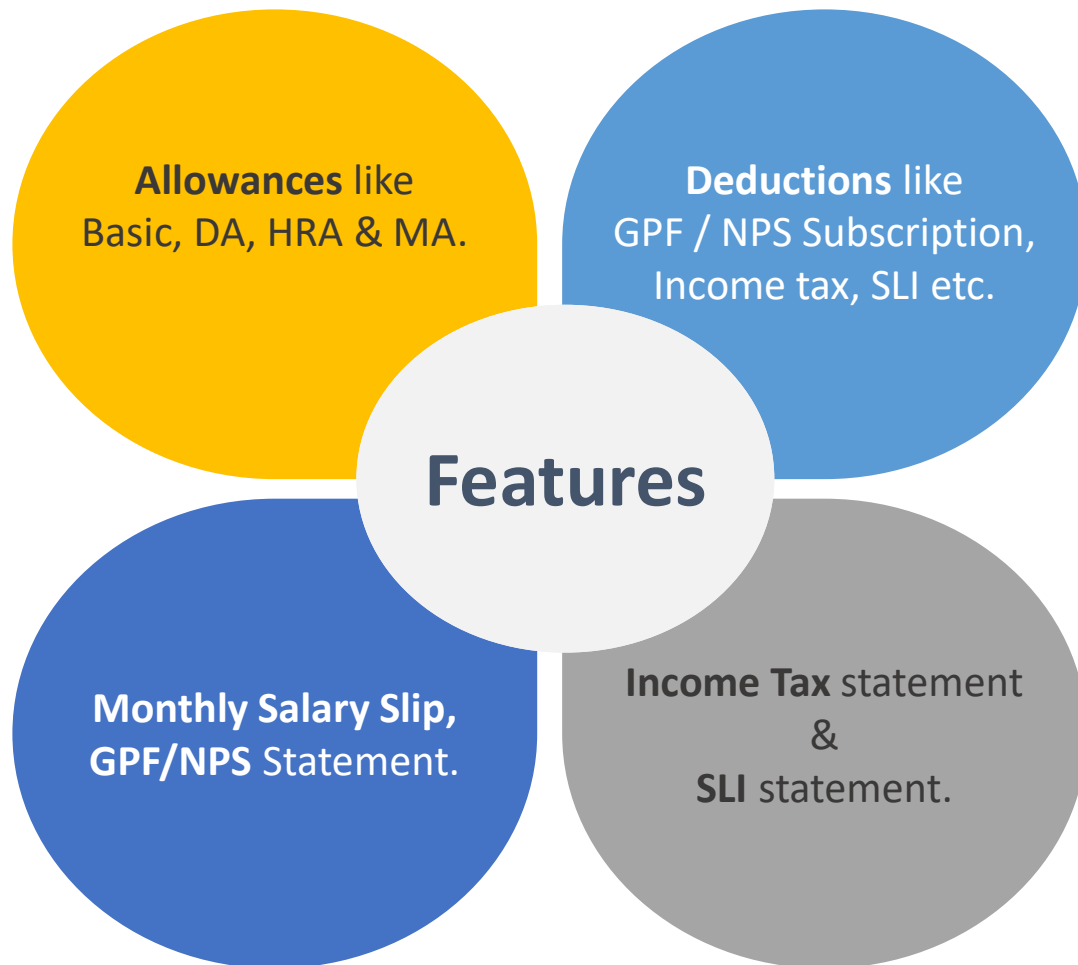 Allowances like
Basic, DA, HRA & MA.
Deductions like
GPF / NPS Subscription,
Income tax, SLI etc.
Features
Monthly Salary Slip,
GPF/NPS Statement.
Income Tax statement
&
SLI statement.